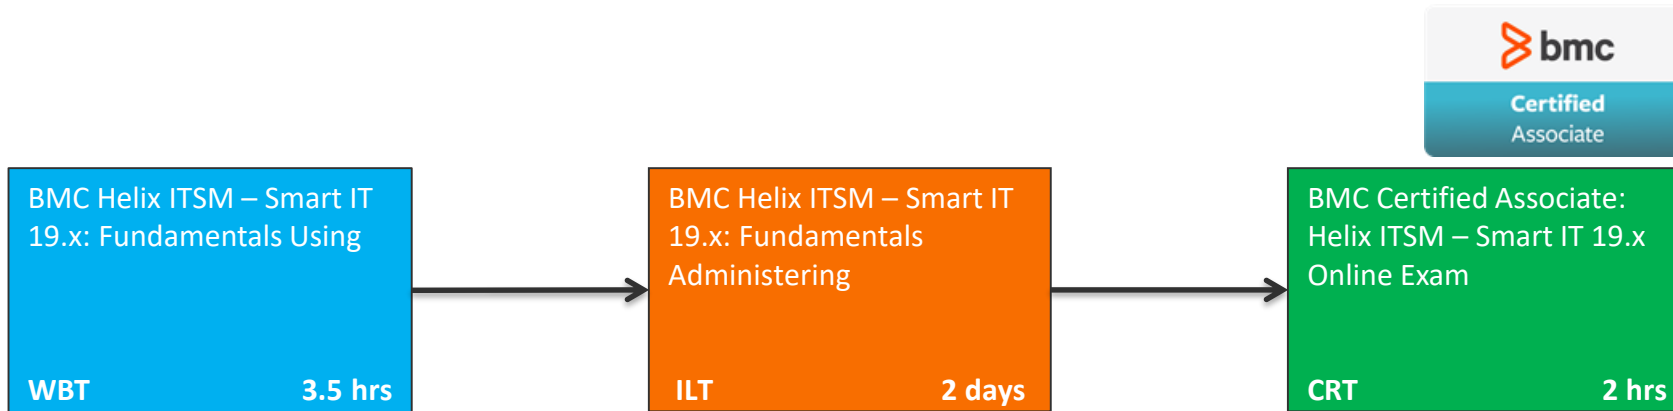 bmc
Certified
Associate
BMC Helix ITSM – Smart IT
19.x: Fundamentals Using
WBT 3.5 hrs
BMC Helix ITSM – Smart IT
19.x: Fundamentals
Administering
ILT 2 days
BMC Certified Associate:
Helix ITSM – Smart IT 19.x
Online Exam
CRT 2 hrs